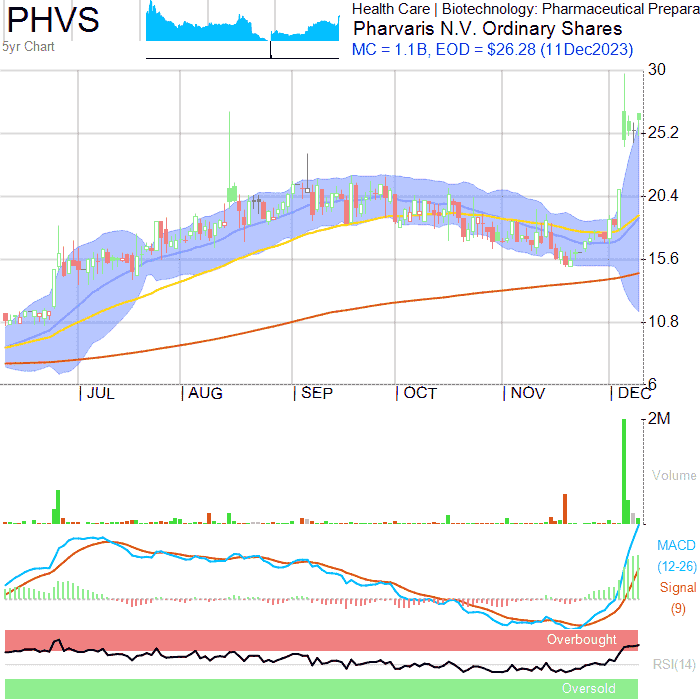 PHVS
5yr Chart
Health Care | Biotechnology: Pharmaceutical Prepara
Pharvaris N.V. Ordinary Shares
MC = 1.1B, EOD = $26.28 (11Dec2023)
30
25.2
20.4
15.6
10.8
6
| JUL | AUG | SEP | OCT | NOV | DEC
2M
Volume
MACD
(12-26)
Signal
(9)
Overbought
RSI(14)
Oversold